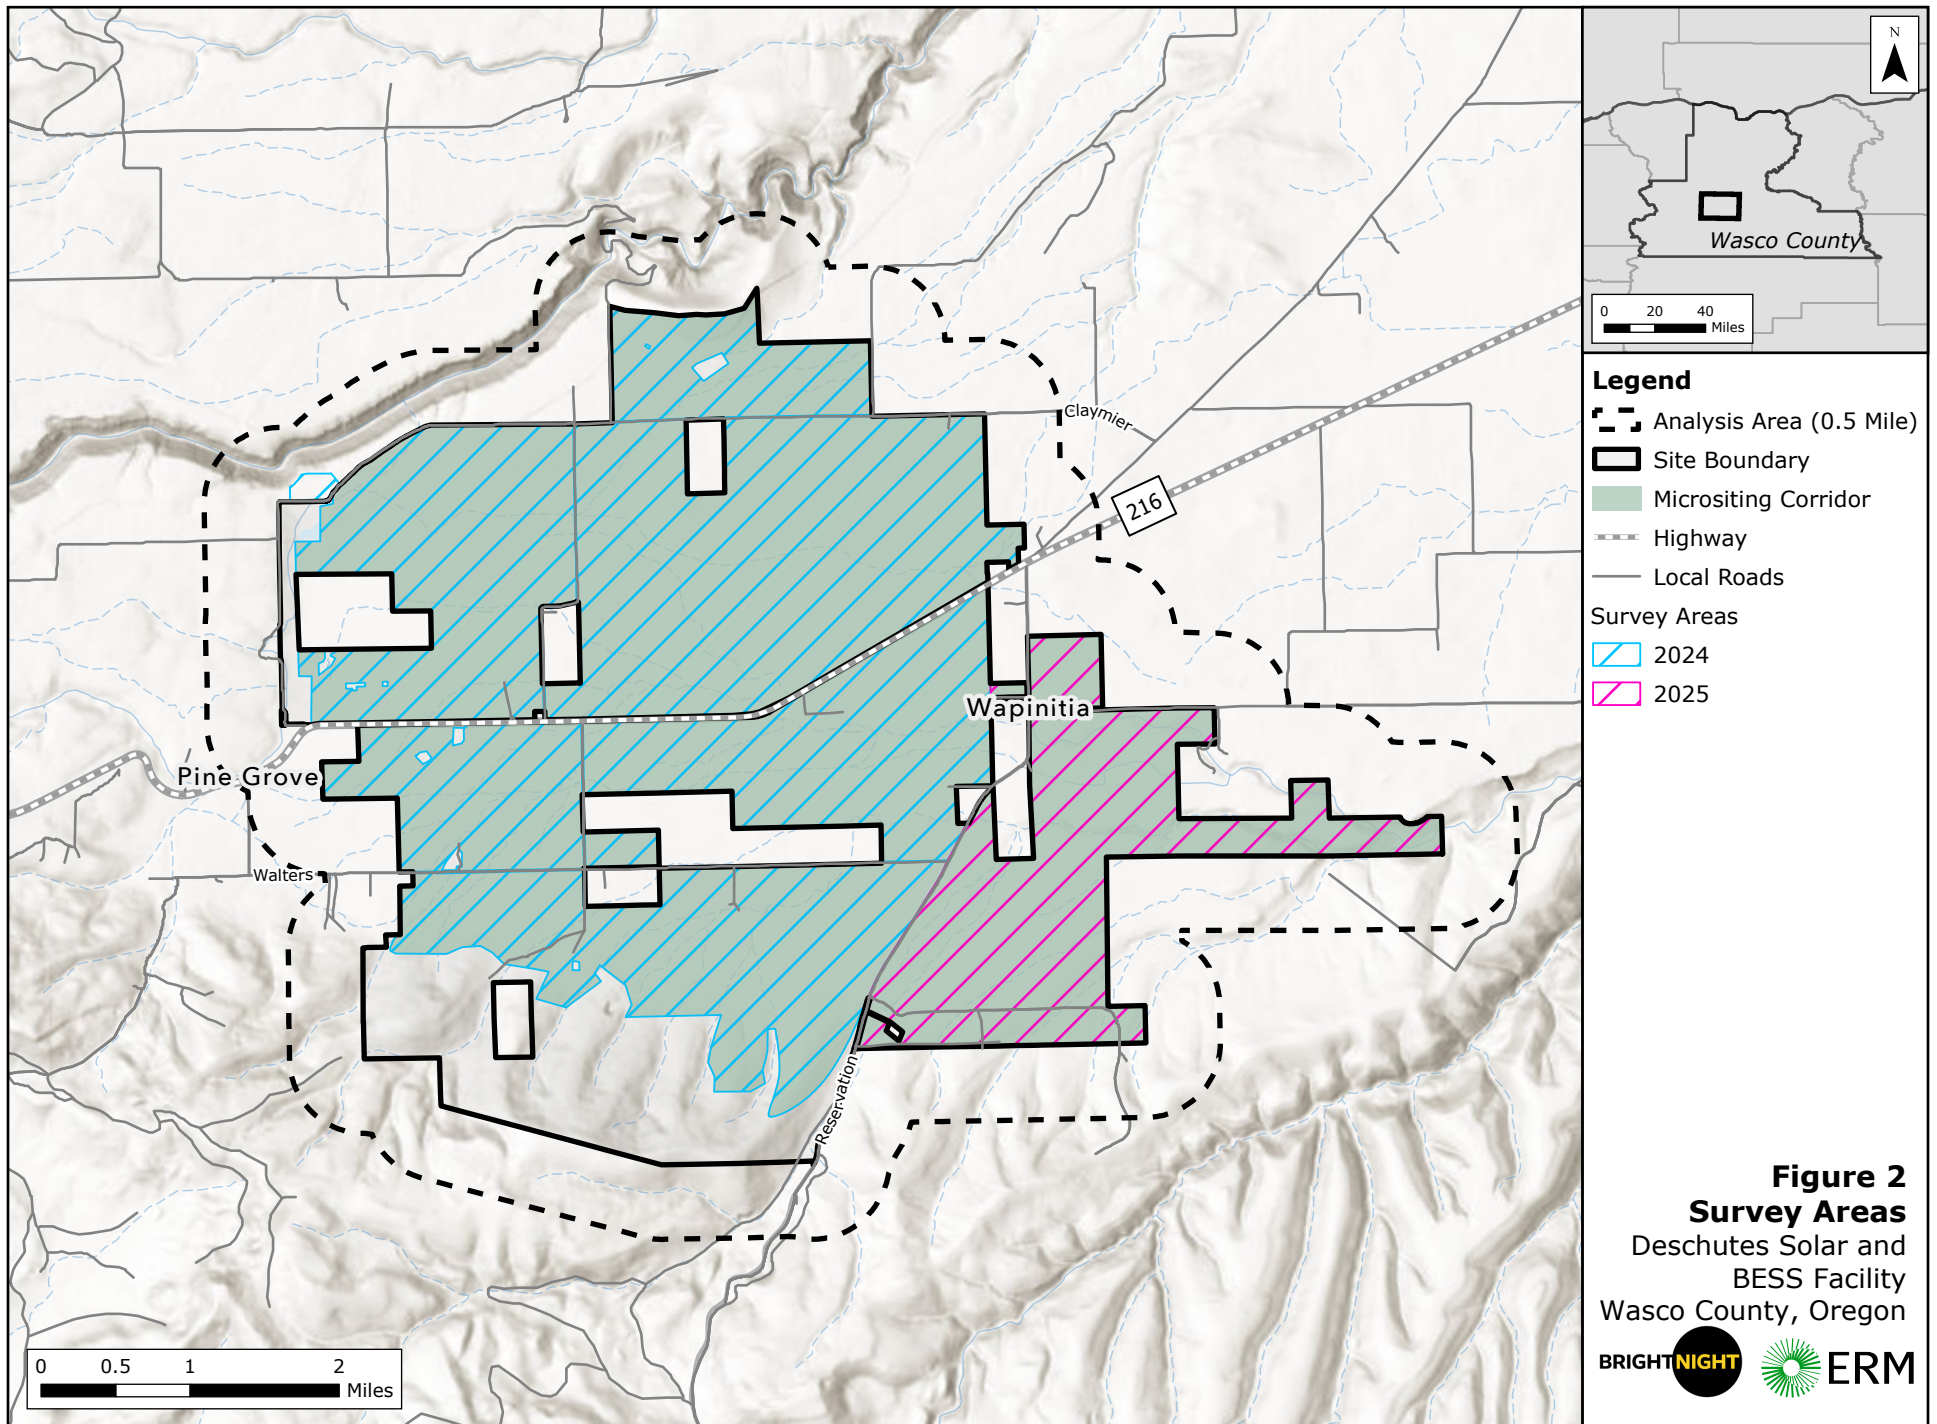 Claymier
216
Wapinitia
Pine Grove
Walters
Reservation
0 0.5 1 2
Miles
N
Wasco County
0 20 40
Miles
Legend
Analysis Area (0.5 Mile)
Site Boundary
Micrositing Corridor
Highway
Local Roads
Survey Areas
2024
2025
Figure 2
Survey Areas
Deschutes Solar and
BESS Facility
Wasco County, Oregon
BRIGHTNIGHT
ERM